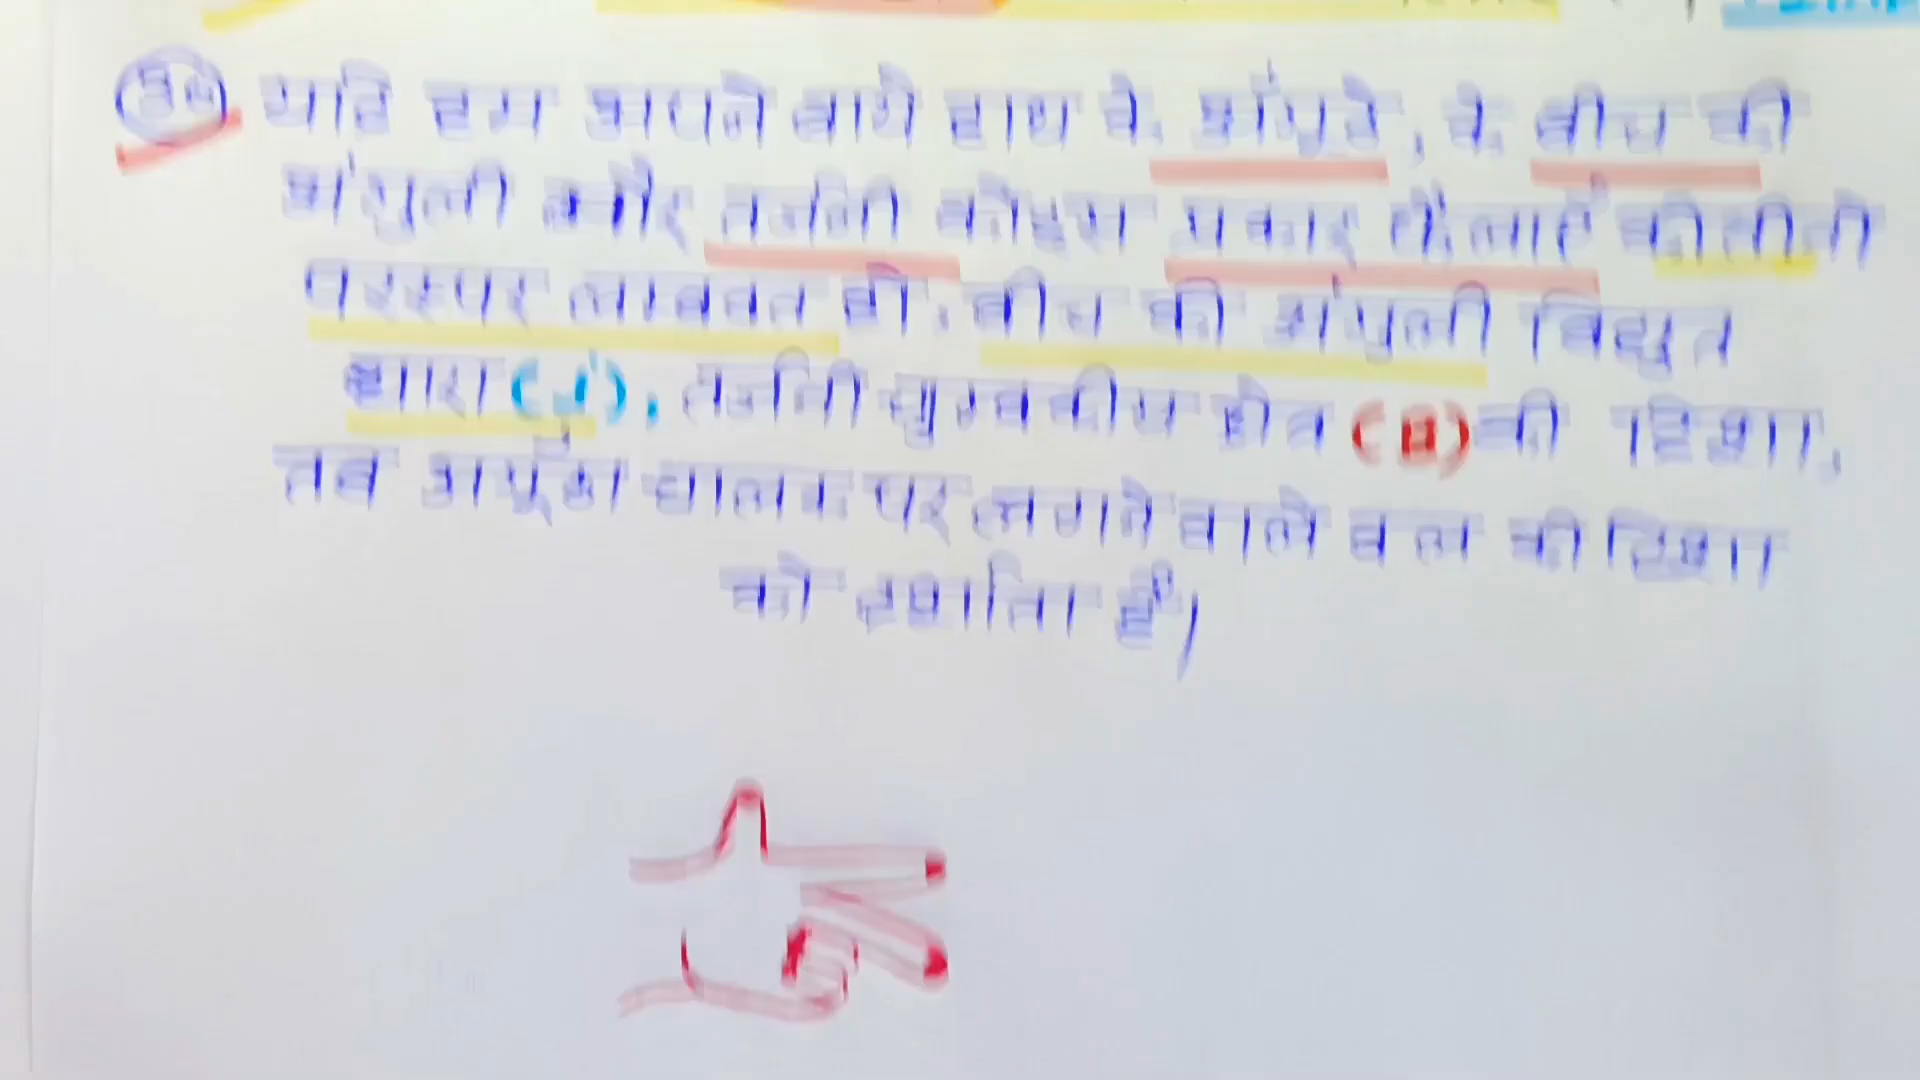 यदि हम अपने बाये हाथ के अंगुठे, के बीच की
अंगुली और तर्जनी को इस प्रकार फैलाएँ की तीनो
परस्पर लम्बवत हो, बीच की अंगुली विद्युत
धारा (I), तर्जनी चुम्बकीय क्षेत्र (B) की दिशा,
तब अगूँठा चालक पर लगने वाले बल की दिशा
को दर्शाता है।